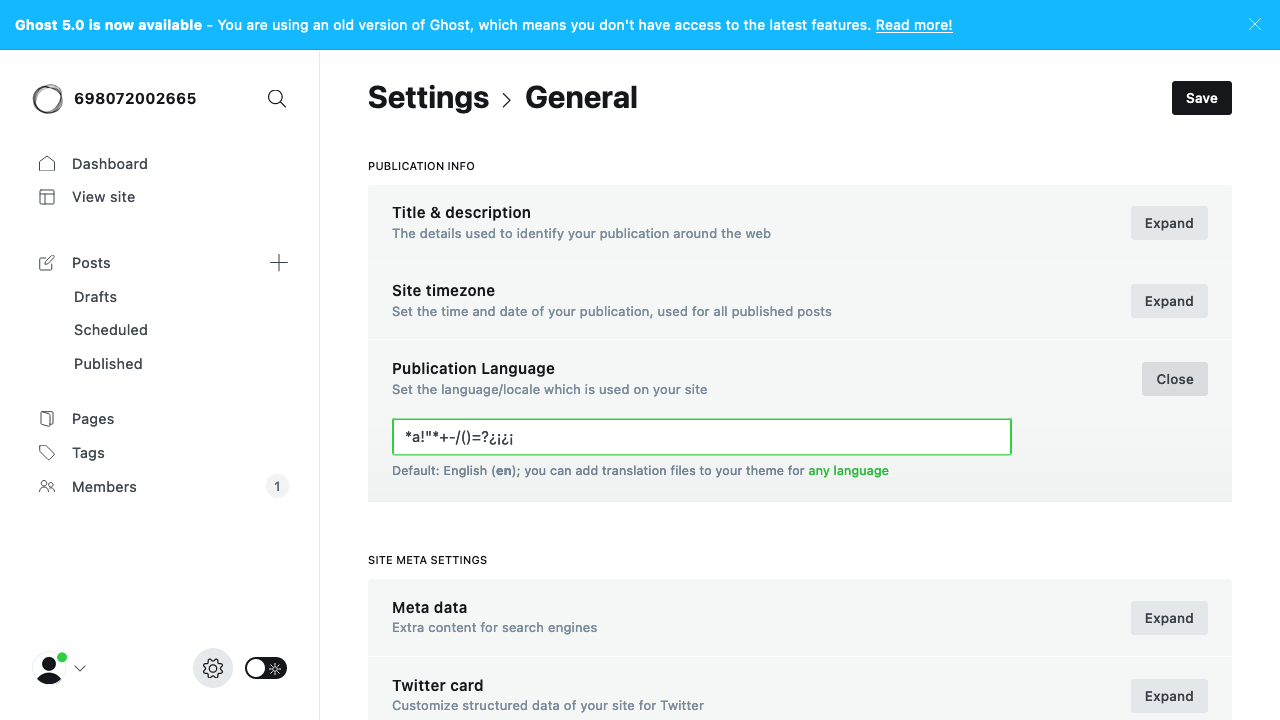 Ghost 5.0 is now available - You are using an old version of Ghost, which means you don't have access to the latest features. Read more!
698072002665
Dashboard
View site
Posts
Drafts
Scheduled
Published
Pages
Tags
Members
1
Settings > General
Save
PUBLICATION INFO
Title & description
The details used to identify your publication around the web
Expand
Site timezone
Set the time and date of your publication, used for all published posts
Expand
Publication Language
Set the language/locale which is used on your site
Close
*a!"*+-/()=?¿¡¿¡
Default: English (en); you can add translation files to your theme for any language
SITE META SETTINGS
Meta data
Extra content for search engines
Expand
Twitter card
Customize structured data of your site for Twitter
Expand